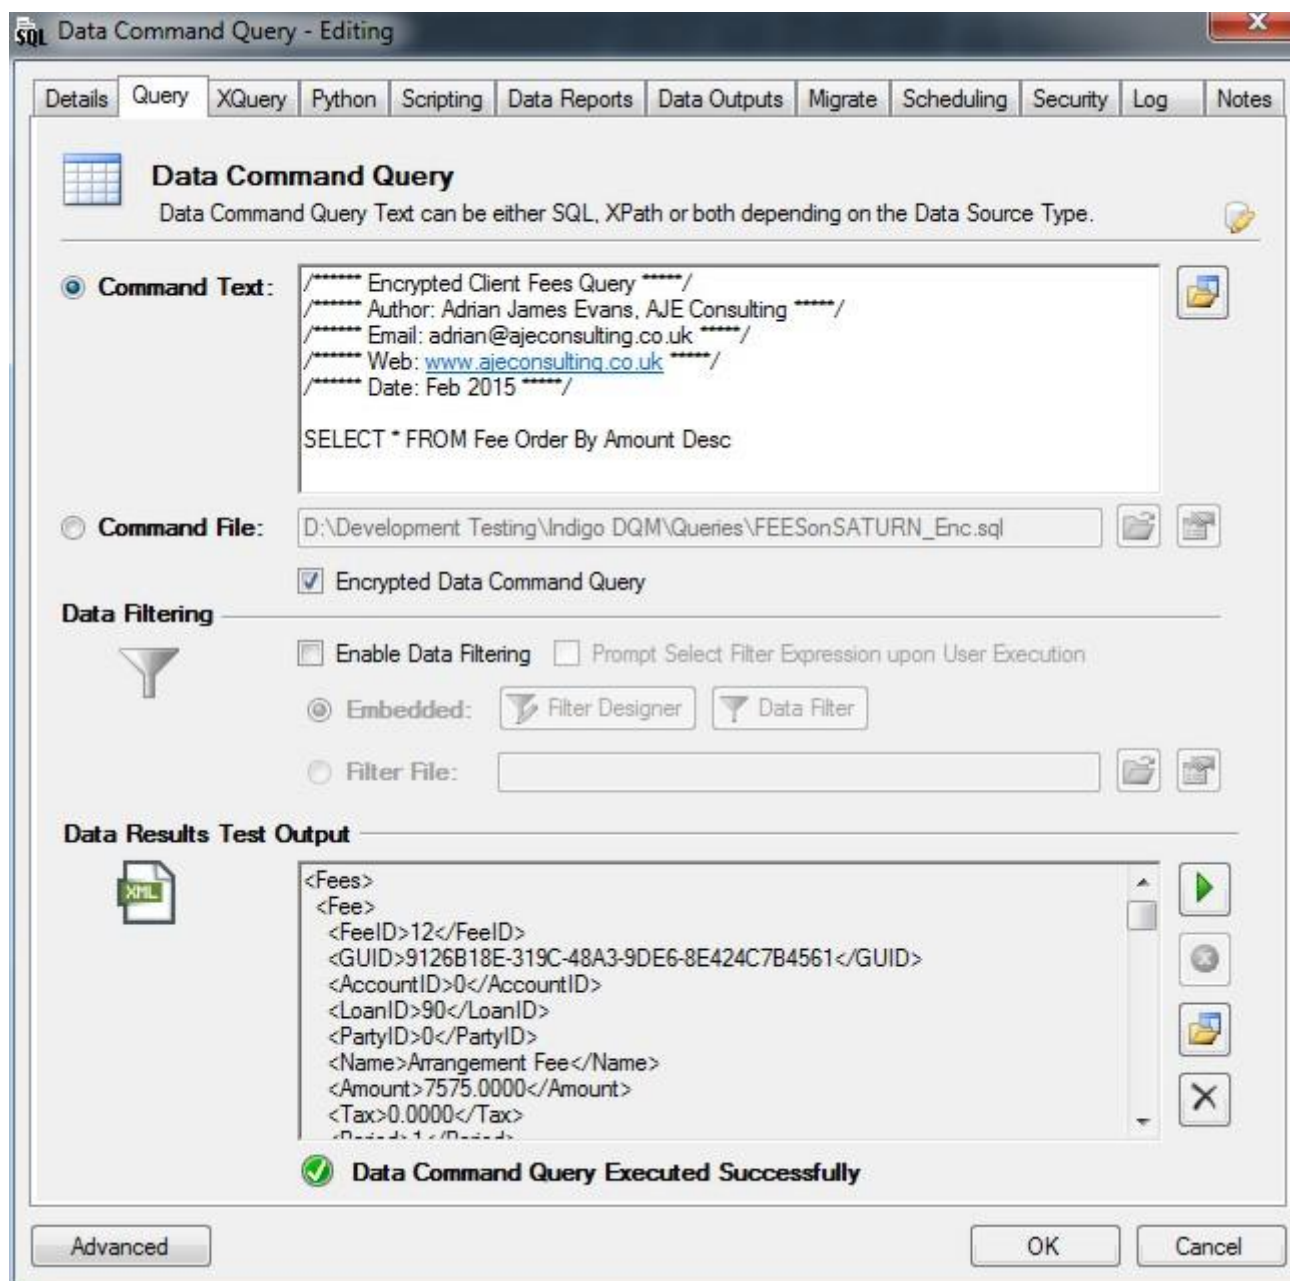 SQL Data Command Query - Editing
Details Query XQuery Python Scripting Data Reports Data Outputs Migrate Scheduling Security Log Notes
Data Command Query
Data Command Query Text can be either SQL, XPath or both depending on the Data Source Type.
Command Text:
/****** Encrypted Client Fees Query *****/
/****** Author: Adrian James Evans, AJE Consulting *****/
/****** Email: adrian@ajeconsulting.co.uk *****/
/****** Web: www.ajeconsulting.co.uk *****/
/****** Date: Feb 2015 *****/
SELECT * FROM Fee Order By Amount Desc
Command File: D:\Development Testing\Indigo DQM\Queries\FEESonSATURN_Enc.sql
Encrypted Data Command Query
Data Filtering
Enable Data Filtering Prompt Select Filter Expression upon User Execution
Embedded: Filter Designer Data Filter
Filter File:
Data Results Test Output
XML
<Fees>
<Fee>
<FeeID>12</FeeID>
<GUID>9126B18E-319C-48A3-9DE6-8E424C7B4561</GUID>
<AccountID>0</AccountID>
<LoanID>90</LoanID>
<PartyID>0</PartyID>
<Name>Arrangement Fee</Name>
<Amount>7575.0000</Amount>
<Tax>0.0000</Tax>
<Period>1</Period>
Data Command Query Executed Successfully
Advanced OK Cancel